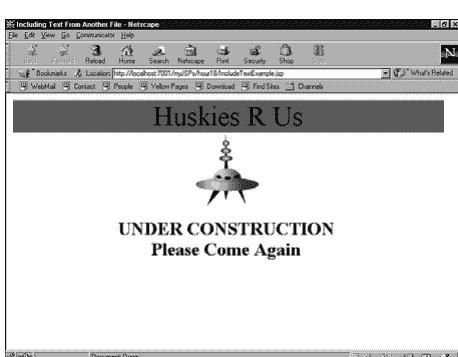 Including Text From Another File - Netscape
File Edit View Go Communicator Help
Back Forward Reload Home Search Netscape Print Security Shop Stop
Bookmarks Location: http://localhost:7001/myJSPs/hour18/IncludeTextExample.jsp What's Related
WebMail Contact People Yellow Pages Download Find Sites Channels
Huskies R Us
UNDER CONSTRUCTION
Please Come Again
Document: Done